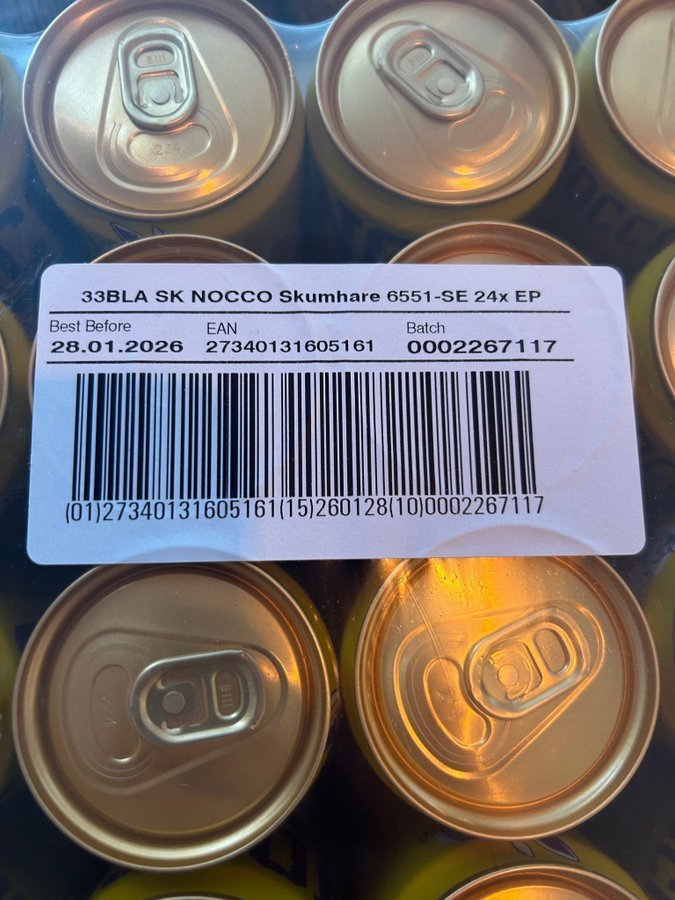 33BLA SK NOCCO Skumhare 6551-SE 24x EP
Best Before EAN Batch
28.01.2026 27340131605161 0002267117
(01)27340131605161(15)260128(10)0002267117